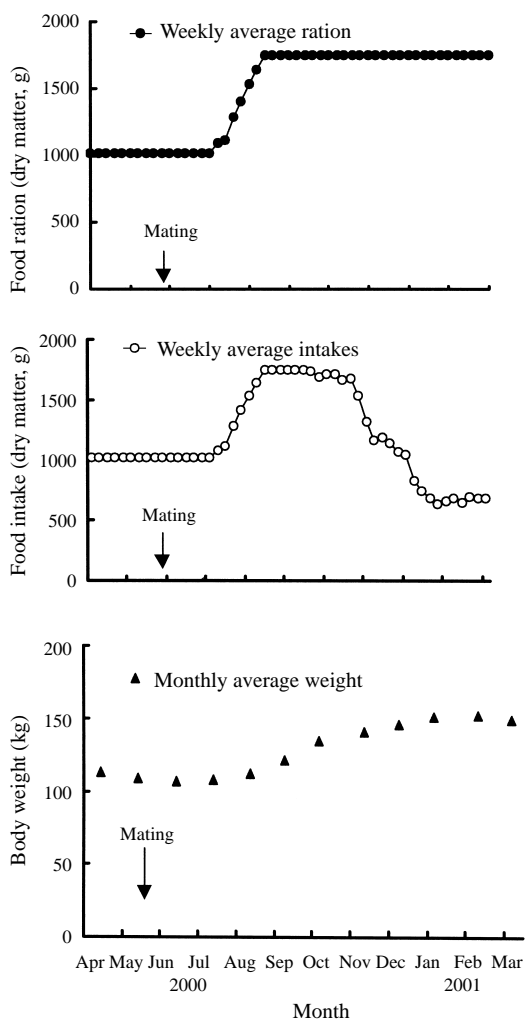 2000
Weekly average ration
1500
1000
500
0
Food ration (dry matter, g)
Mating
2000
Weekly average intakes
1500
1000
500
0
Food intake (dry matter, g)
Mating
200
Monthly average weight
150
100
50
0
Body weight (kg)
Mating
Apr May Jun Jul Aug Sep Oct Nov Dec Jan Feb Mar
2000 2001
Month